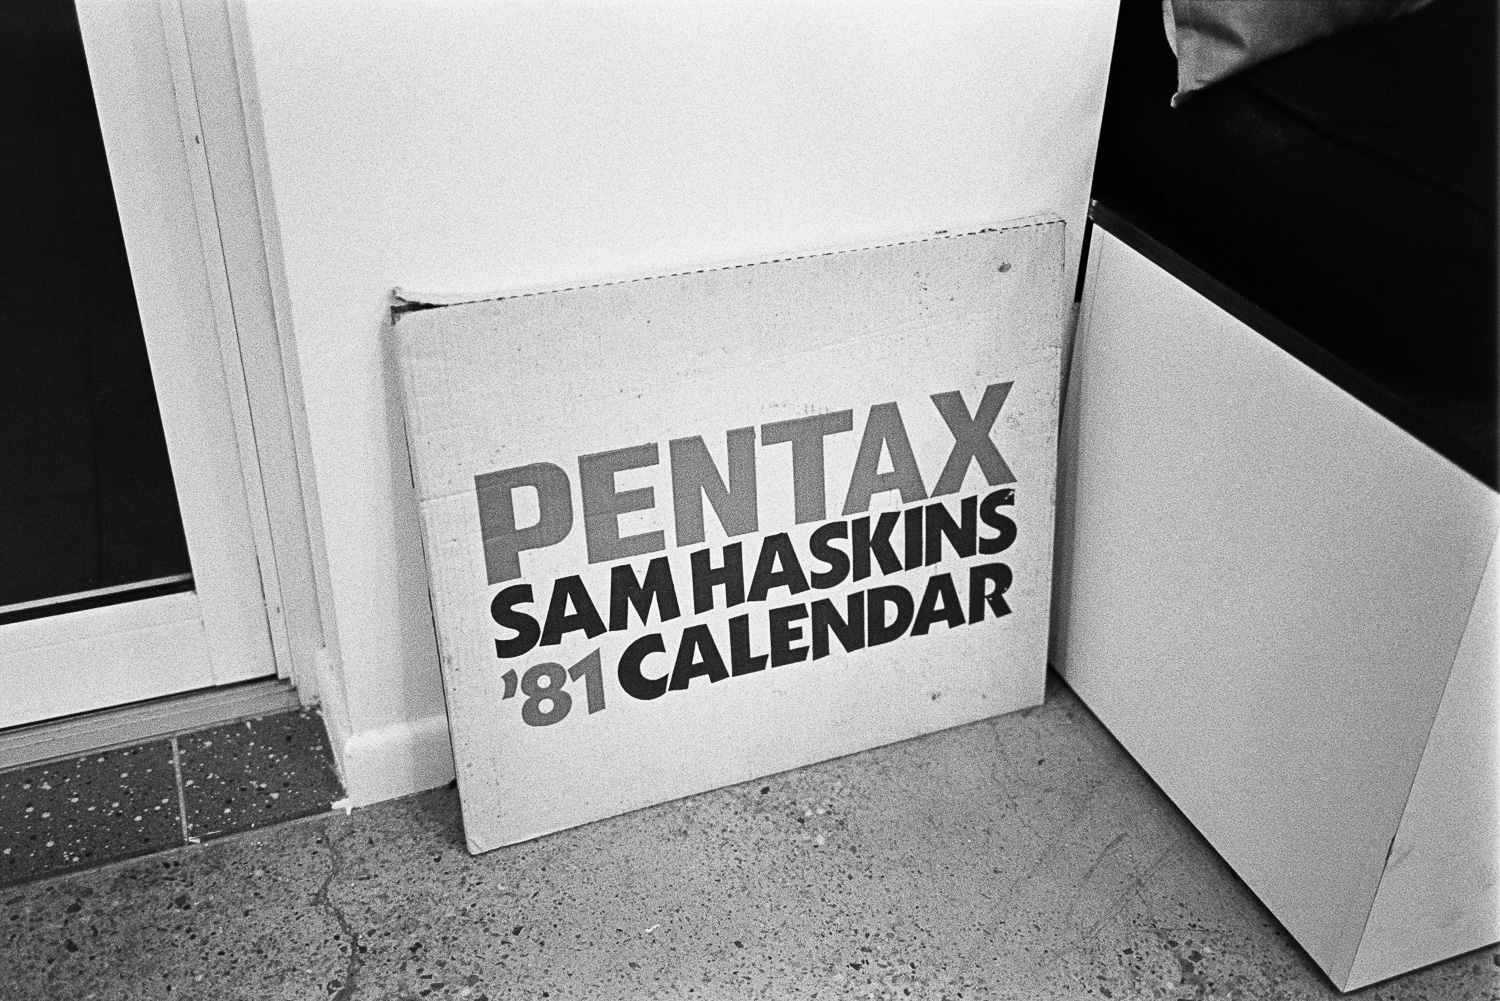 PENTAX
SAM HASKINS
'81 CALENDAR